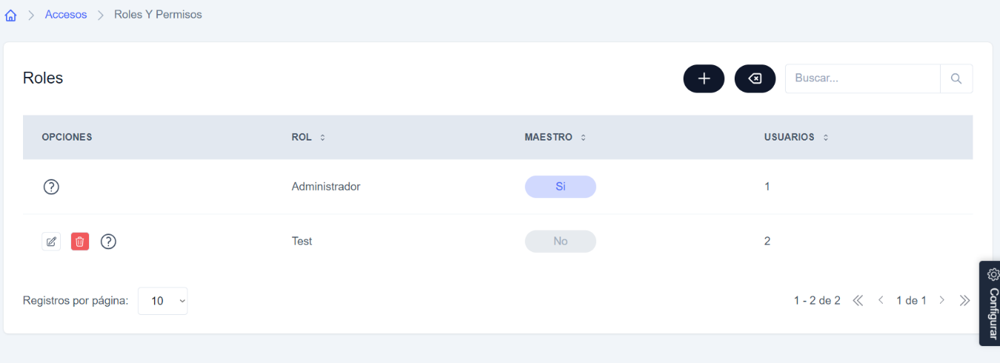 Accesos Roles Y Permisos
Roles
Buscar...
OPCIONES ROL MAESTRO USUARIOS
Administrador Si 1
Test No 2
Registros por página: 10 1 - 2 de 2 1 de 1
Configurar